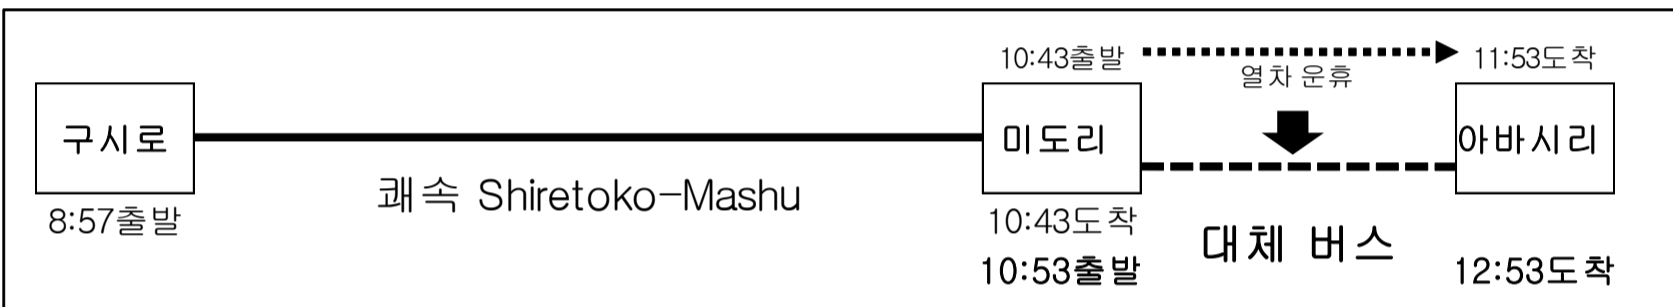 10:43출발
11:53도착
열차 운휴
구시로
미도리
아바시리
쾌속 Shiretoko-Mashu
8:57출발
10:43도착
대체 버스
10:53출발
12:53도착